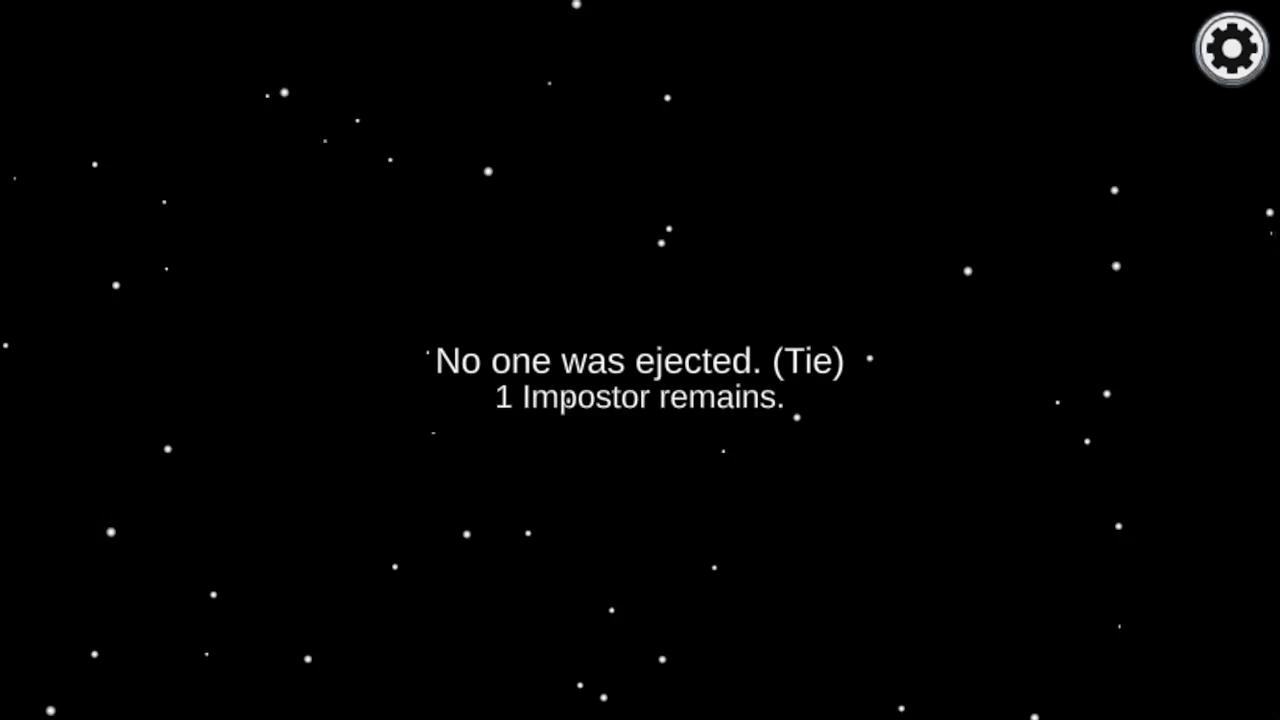 No one was ejected. (Tie)
1 Impostor remains.